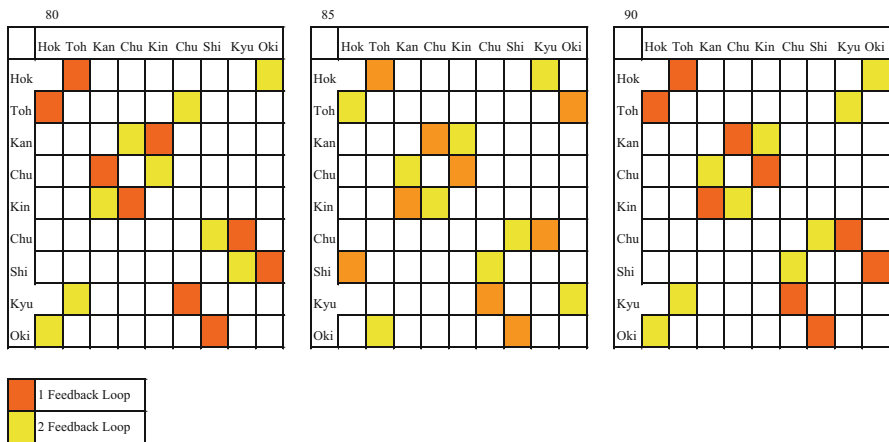 80 85 90
Hok Toh Kan Chu Kin Chu Shi Kyu Oki Hok Toh Kan Chu Kin Chu Shi Kyu Oki Hok Toh Kan Chu Kin Chu Shi Kyu Oki
Hok Hok Hok
Toh Toh Toh
Kan Kan Kan
Chu Chu Chu
Kin Kin Kin
Chu Chu Chu
Shi Shi Shi
Kyu Kyu Kyu
Oki Oki Oki
1 Feedback Loop
2 Feedback Loop